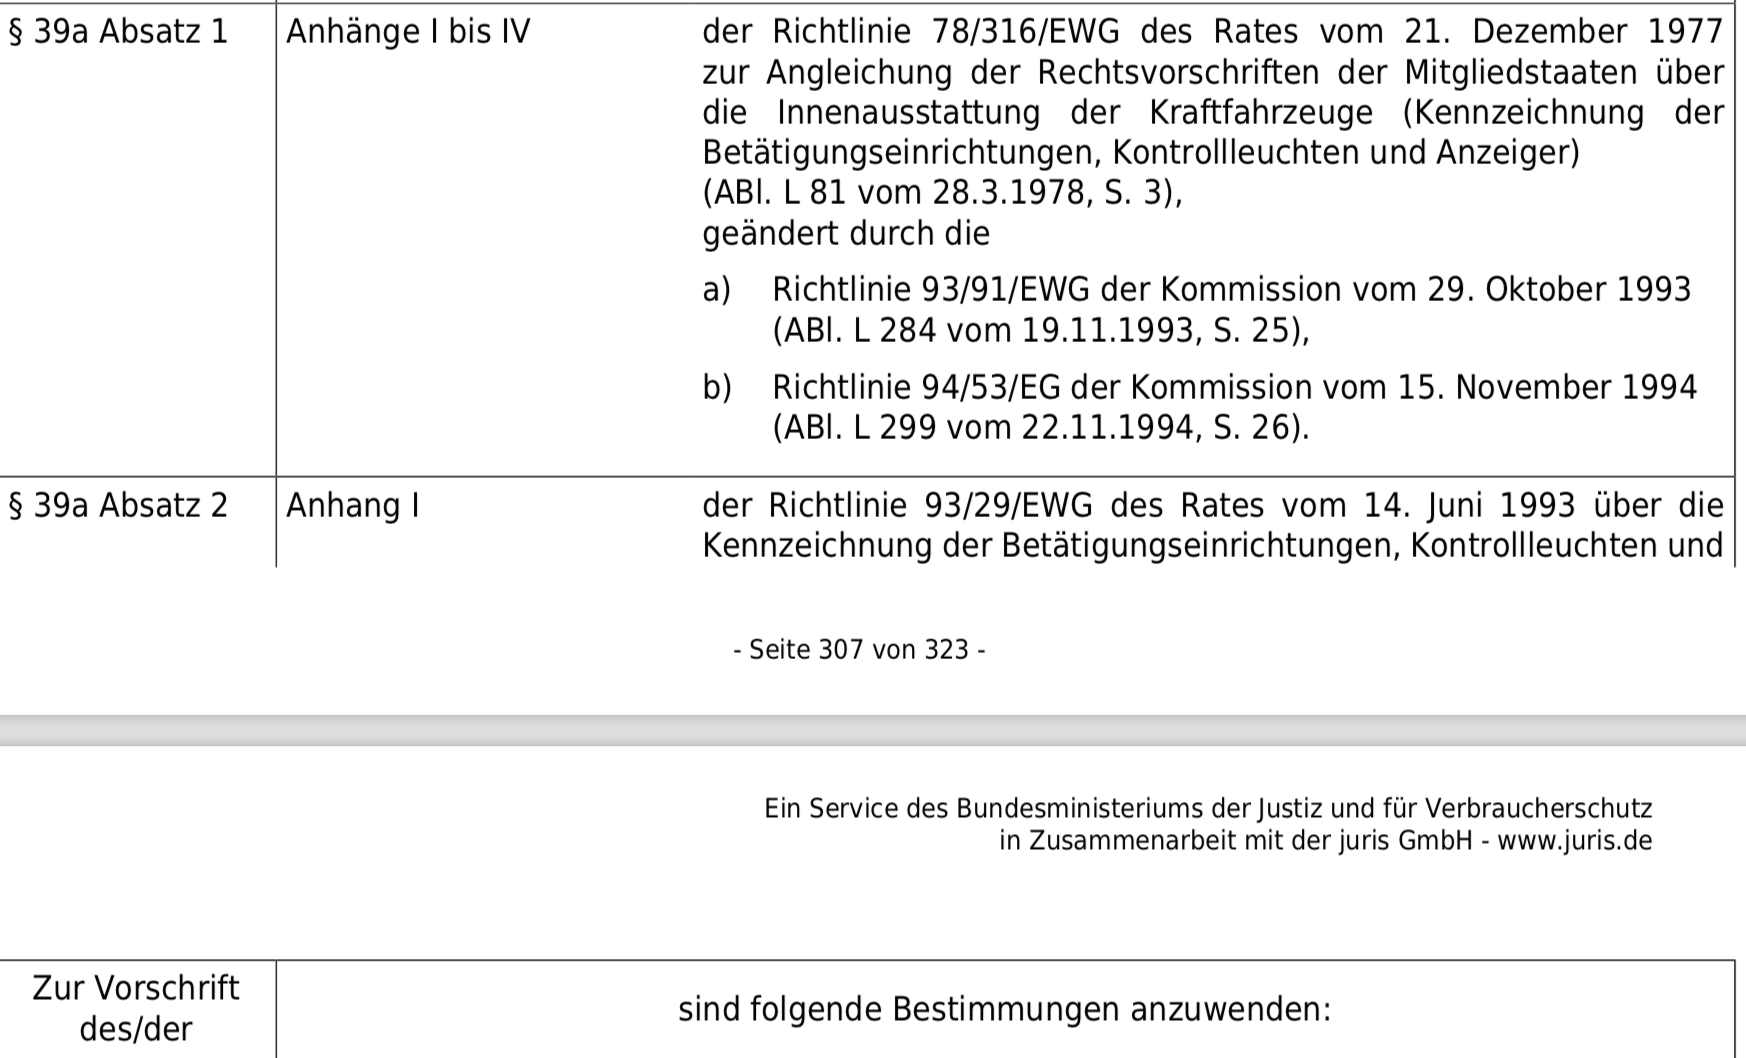 § 39a Absatz 1 Anhänge I bis IV der Richtlinie 78/316/EWG des Rates vom 21. Dezember 1977
zur Angleichung der Rechtsvorschriften der Mitgliedstaaten über
die Innenausstattung der Kraftfahrzeuge (Kennzeichnung der
Betätigungseinrichtungen, Kontrollleuchten und Anzeiger)
(ABl. L 81 vom 28.3.1978, S. 3),
geändert durch die
a) Richtlinie 93/91/EWG der Kommission vom 29. Oktober 1993
(ABl. L 284 vom 19.11.1993, S. 25),
b) Richtlinie 94/53/EG der Kommission vom 15. November 1994
(ABl. L 299 vom 22.11.1994, S. 26).
§ 39a Absatz 2 Anhang I der Richtlinie 93/29/EWG des Rates vom 14. Juni 1993 über die
Kennzeichnung der Betätigungseinrichtungen, Kontrollleuchten und
- Seite 307 von 323 -
Ein Service des Bundesministeriums der Justiz und für Verbraucherschutz
in Zusammenarbeit mit der juris GmbH - www.juris.de
Zur Vorschrift
des/der
sind folgende Bestimmungen anzuwenden: